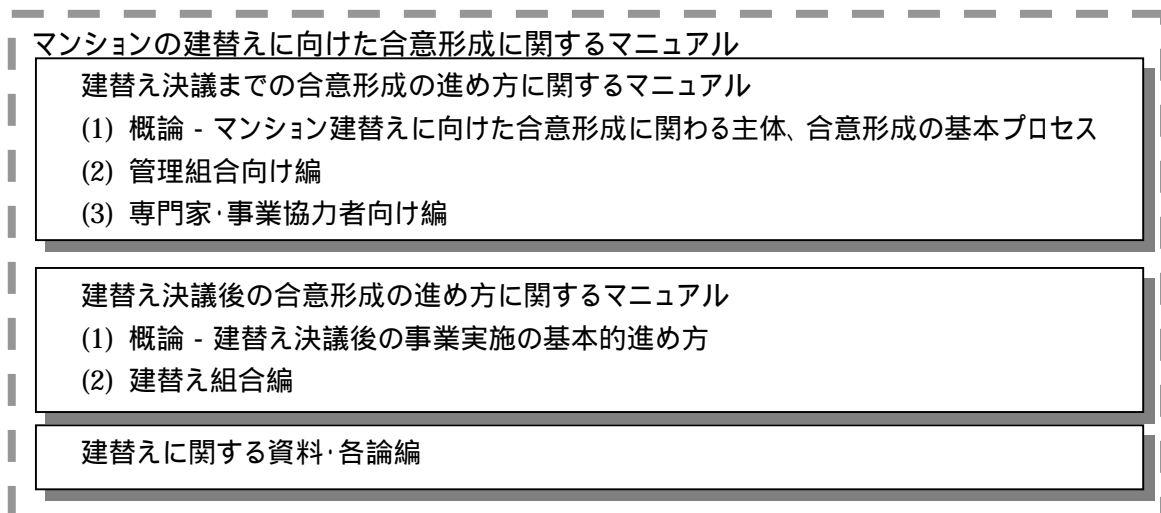 マンションの建替えに向けた合意形成に関するマニュアル
建替え決議までの合意形成の進め方に関するマニュアル
(1) 概論 - マンション建替えに向けた合意形成に関わる主体、合意形成の基本プロセス
(2) 管理組合向け編
(3) 専門家・事業協力者向け編
建替え決議後の合意形成の進め方に関するマニュアル
(1) 概論 - 建替え決議後の事業実施の基本的進め方
(2) 建替え組合編
建替えに関する資料・各論編